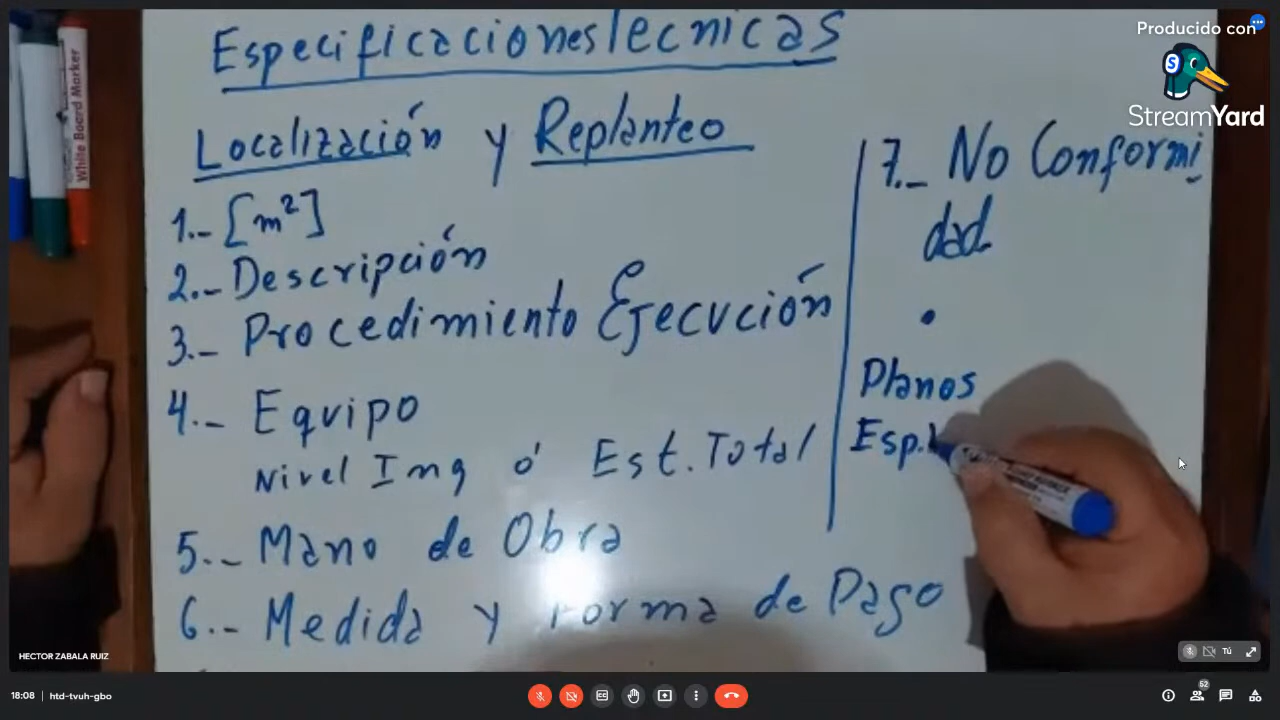 Producido con
StreamYard
Especificaciones Tecnicas
Localización y Replanteo
1.- [m²]
2.- Descripción
3.- Procedimiento Ejecución
4.- Equipo
Nivel Ing ó Est. Total
5.- Mano de Obra
6.- Medida y Forma de Pago
7.- No Conformi
dad
•
Planos
Esp.
White Board Marker
HECTOR ZABALA RUIZ
Tú
18:08 | htd-tvuh-gbo
52